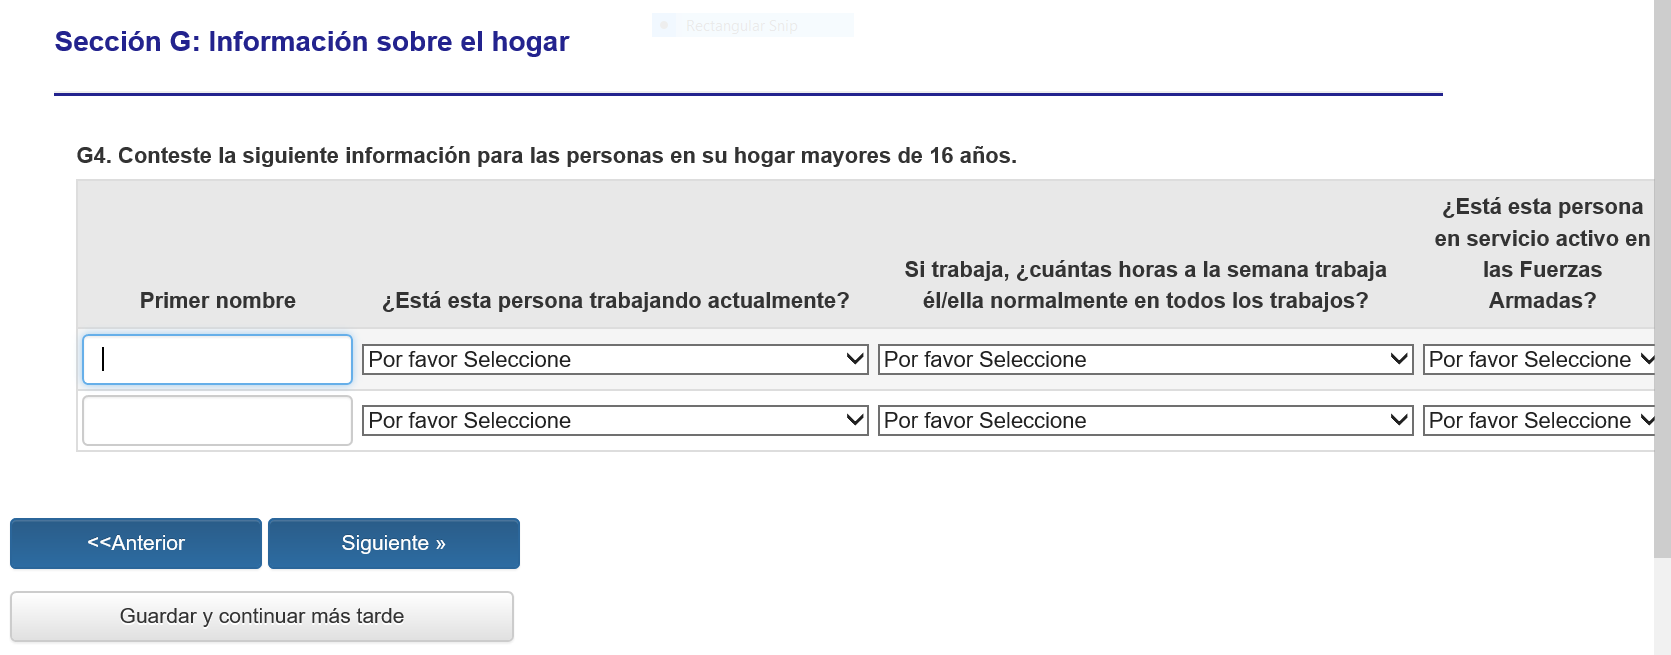 Rectangular Snip
Sección G: Información sobre el hogar
G4. Conteste la siguiente información para las personas en su hogar mayores de 16 años.
Primer nombre
¿Está esta persona trabajando actualmente?
Si trabaja, ¿cuántas horas a la semana trabaja
él/ella normalmente en todos los trabajos?
¿Está esta persona
en servicio activo en
las Fuerzas
Armadas?
Por favor Seleccione
Por favor Seleccione
Por favor Seleccione
Por favor Seleccione
Por favor Seleccione
Por favor Seleccione
<<Anterior
Siguiente »
Guardar y continuar más tarde